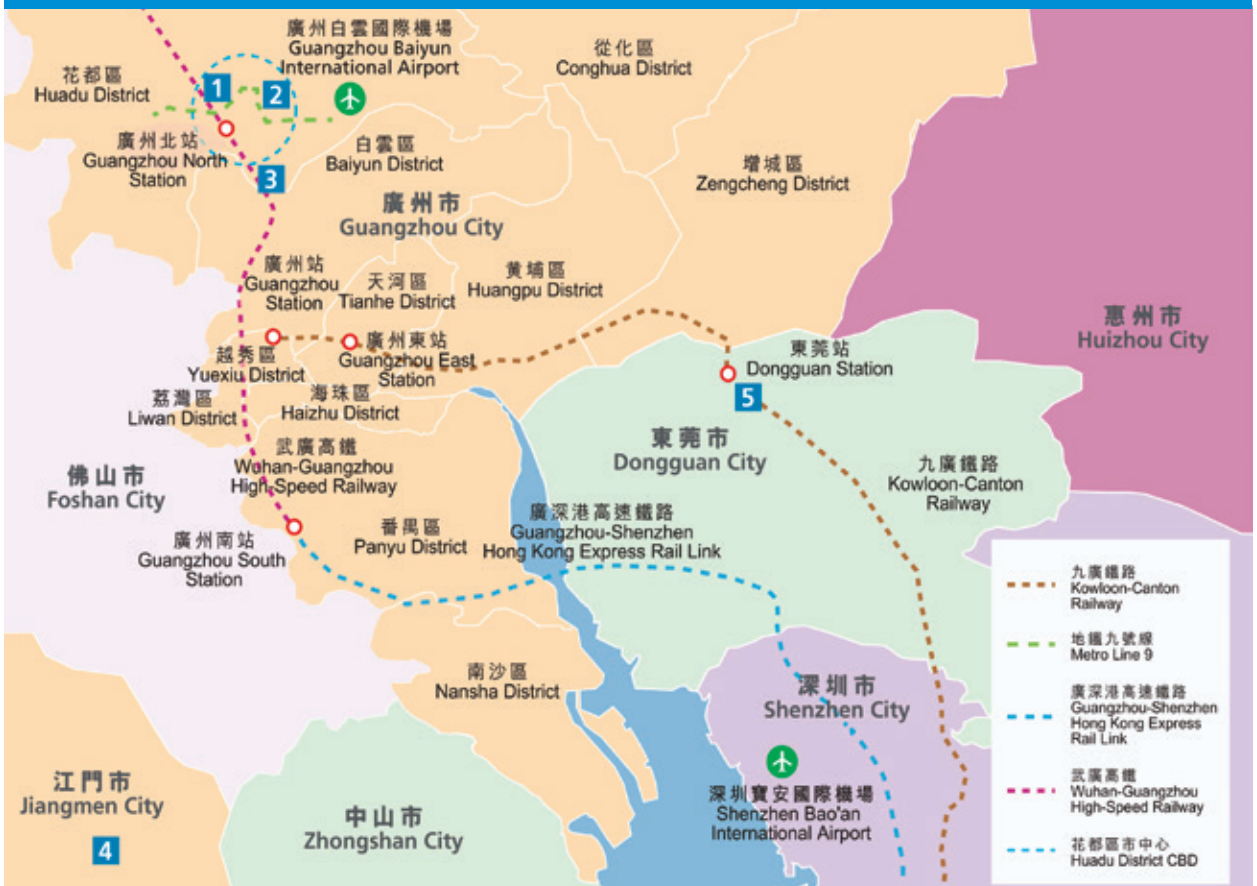 廣州白雲國際機場
Guangzhou Baiyun
International Airport
從化區
Conghua District
花都區
Huadu District
1
2
廣州北站
Guangzhou North
Station
白雲區
Baiyun District
增城區
Zengcheng District
3
廣州市
Guangzhou City
廣州站
Guangzhou
Station
天河區
Tianhe District
黄埔區
Huangpu District
惠州市
Huizhou City
越秀區
Yuexiu District
廣州東站
Guangzhou East
Station
東莞站
Dongguan Station
5
荔灣區
Liwan District
海珠區
Haizhu District
東莞市
Dongguan City
武廣高鐵
Wuhan-Guangzhou
High-Speed Railway
九廣鐵路
Kowloon-Canton
Railway
佛山市
Foshan City
廣州南站
Guangzhou South
Station
番禺區
Panyu District
廣深港高速鐵路
Guangzhou-Shenzhen
Hong Kong Express Rail Link
南沙區
Nansha District
深圳市
Shenzhen City
深圳寶安國際機場
Shenzhen Bao'an
International Airport
江門市
Jiangmen City
4
中山市
Zhongshan City
九廣鐵路
Kowloon-Canton
Railway
地鐵九號線
Metro Line 9
廣深港高速鐵路
Guangzhou-Shenzhen
Hong Kong Express
Rail Link
武廣高鐵
Wuhan-Guangzhou
High-Speed Railway
花都區市中心
Huadu District CBD